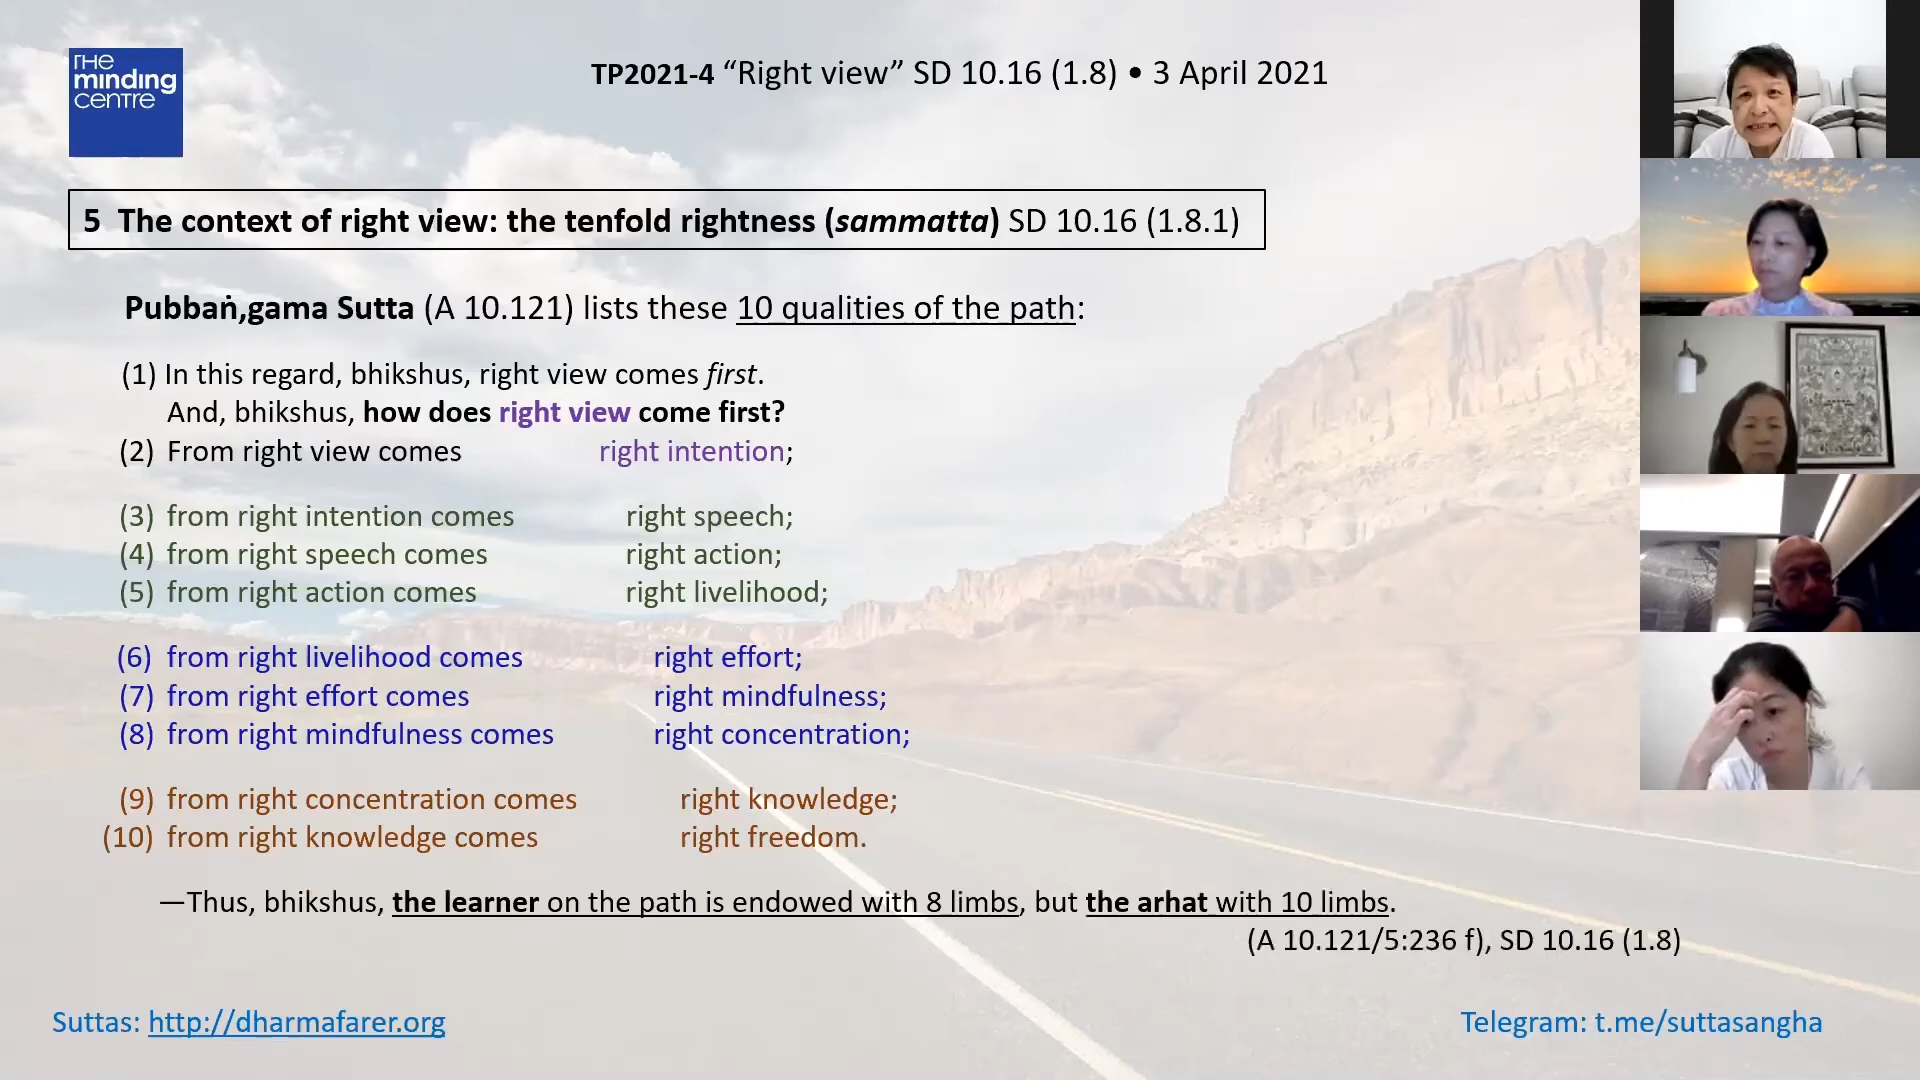 THE
minding
centre
TP2021-4 “Right view” SD 10.16 (1.8) • 3 April 2021
5 The context of right view: the tenfold rightness (sammatta) SD 10.16 (1.8.1)
Pubbaṅ,gama Sutta (A 10.121) lists these 10 qualities of the path:
(1) In this regard, bhikshus, right view comes first.
And, bhikshus, how does right view come first?
(2) From right view comes right intention;
(3) from right intention comes right speech;
(4) from right speech comes right action;
(5) from right action comes right livelihood;
(6) from right livelihood comes right effort;
(7) from right effort comes right mindfulness;
(8) from right mindfulness comes right concentration;
(9) from right concentration comes right knowledge;
(10) from right knowledge comes right freedom.
—Thus, bhikshus, the learner on the path is endowed with 8 limbs, but the arhat with 10 limbs.
(A 10.121/5:236 f), SD 10.16 (1.8)
Suttas: http://dharmafarer.org
Telegram: t.me/suttasangha